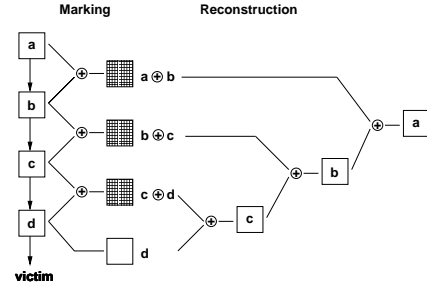 Marking Reconstruction
a
a ⊕ b
b
a
b ⊕ c
c
b
c ⊕ d
d
c
d
victim